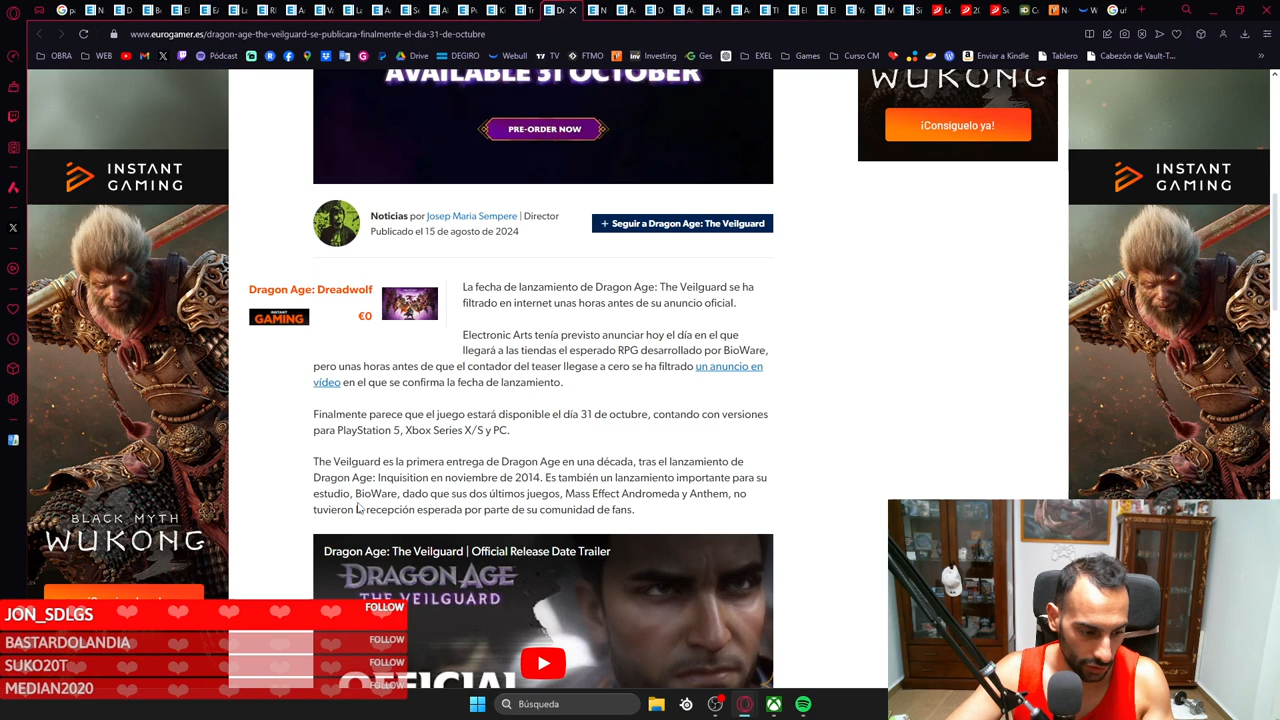 www.eurogamer.es/dragon-age-the-veilguard-se-publicara-finalmente-el-dia-31-de-octubre
OBRA WEB Pódcast Drive DEGIRO Webull TV FTMO Investing Ges EXEL Games Curso CM Enviar a Kindle Tablero Cabezón de Vault-T...
AVAILABLE 31 OCTOBER
PRE-ORDER NOW
WUKONG
¡Consíguelo ya!
INSTANT GAMING
INSTANT GAMING
Noticias por Josep Maria Sempere | Director
Publicado el 15 de agosto de 2024
+ Seguir a Dragon Age: The Veilguard
Dragon Age: Dreadwolf
INSTANT GAMING
€0
La fecha de lanzamiento de Dragon Age: The Veilguard se ha
filtrado en internet unas horas antes de su anuncio oficial.
Electronic Arts tenía previsto anunciar hoy el día en el que
llegará a las tiendas el esperado RPG desarrollado por BioWare,
pero unas horas antes de que el contador del teaser llegase a cero se ha filtrado un anuncio en
vídeo en el que se confirma la fecha de lanzamiento.
Finalmente parece que el juego estará disponible el día 31 de octubre, contando con versiones
para PlayStation 5, Xbox Series X/S y PC.
The Veilguard es la primera entrega de Dragon Age en una década, tras el lanzamiento de
Dragon Age: Inquisition en noviembre de 2014. Es también un lanzamiento importante para su
estudio, BioWare, dado que sus dos últimos juegos, Mass Effect Andromeda y Anthem, no
tuvieron la recepción esperada por parte de su comunidad de fans.
BLACK MYTH
WUKONG
Dragon Age: The Veilguard | Official Release Date Trailer
DRAGON AGE
THE VEILGUARD
OFFICIAL
JON_SDLGS FOLLOW
BASTARDOLANDIA FOLLOW
SUKO20T FOLLOW
MEDIAN2020 FOLLOW
Búsqueda